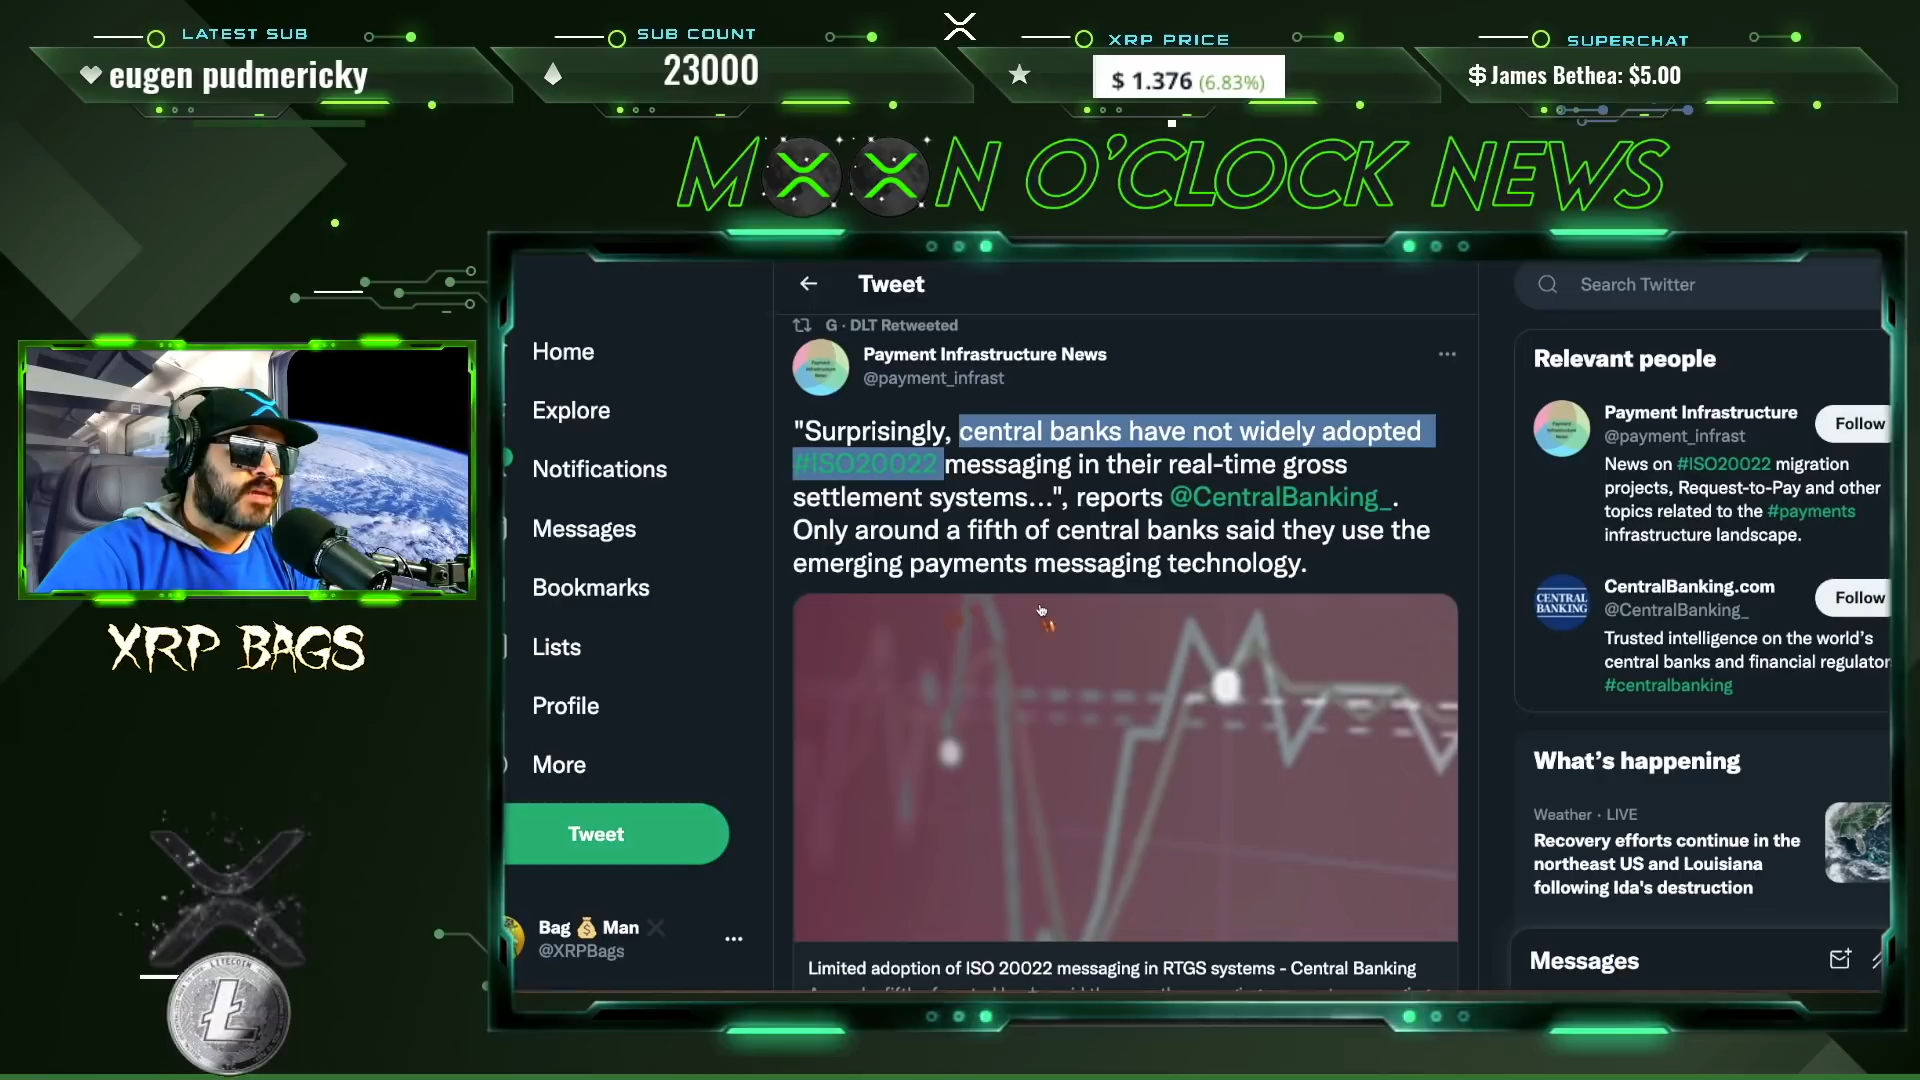 LATEST SUB
eugen pudmericky
SUB COUNT
23000
XRP PRICE
$ 1.376 (6.83%)
SUPERCHAT
$ James Bethea: $5.00
MOON O'CLOCK NEWS
XRP BAGS
LITECOIN
Home
Explore
Notifications
Messages
Bookmarks
Lists
Profile
More
Tweet
Bag 💰 Man
@XRPBags
Tweet
G · DLT Retweeted
Payment Infrastructure News
@payment_infrast
"Surprisingly, central banks have not widely adopted
#ISO20022 messaging in their real-time gross
settlement systems...", reports @CentralBanking_.
Only around a fifth of central banks said they use the
emerging payments messaging technology.
Limited adoption of ISO 20022 messaging in RTGS systems - Central Banking
Search Twitter
Relevant people
Payment Infrastructure
@payment_infrast
Follow
News on #ISO20022 migration
projects, Request-to-Pay and other
topics related to the #payments
infrastructure landscape.
CENTRAL
BANKING
CentralBanking.com
@CentralBanking_
Follow
Trusted intelligence on the world's
central banks and financial regulator
#centralbanking
What's happening
Weather · LIVE
Recovery efforts continue in the
northeast US and Louisiana
following Ida's destruction
Messages